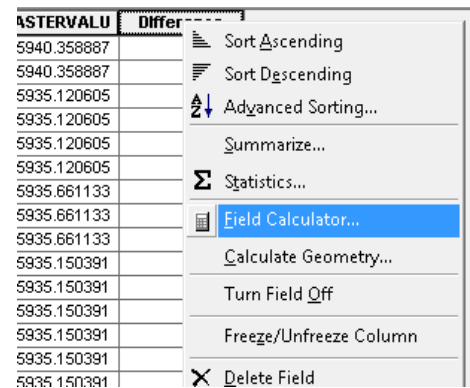 ASTERVALU Difference
5940.358887
5940.358887
5935.120605
5935.120605
5935.120605
5935.120605
5935.661133
5935.661133
5935.661133
5935.150391
5935.150391
5935.150391
5935.150391
5935.150391
5935.150391
Sort Ascending
Sort Descending
Advanced Sorting...
Summarize...
Statistics...
Field Calculator...
Calculate Geometry...
Turn Field Off
Freeze/Unfreeze Column
Delete Field